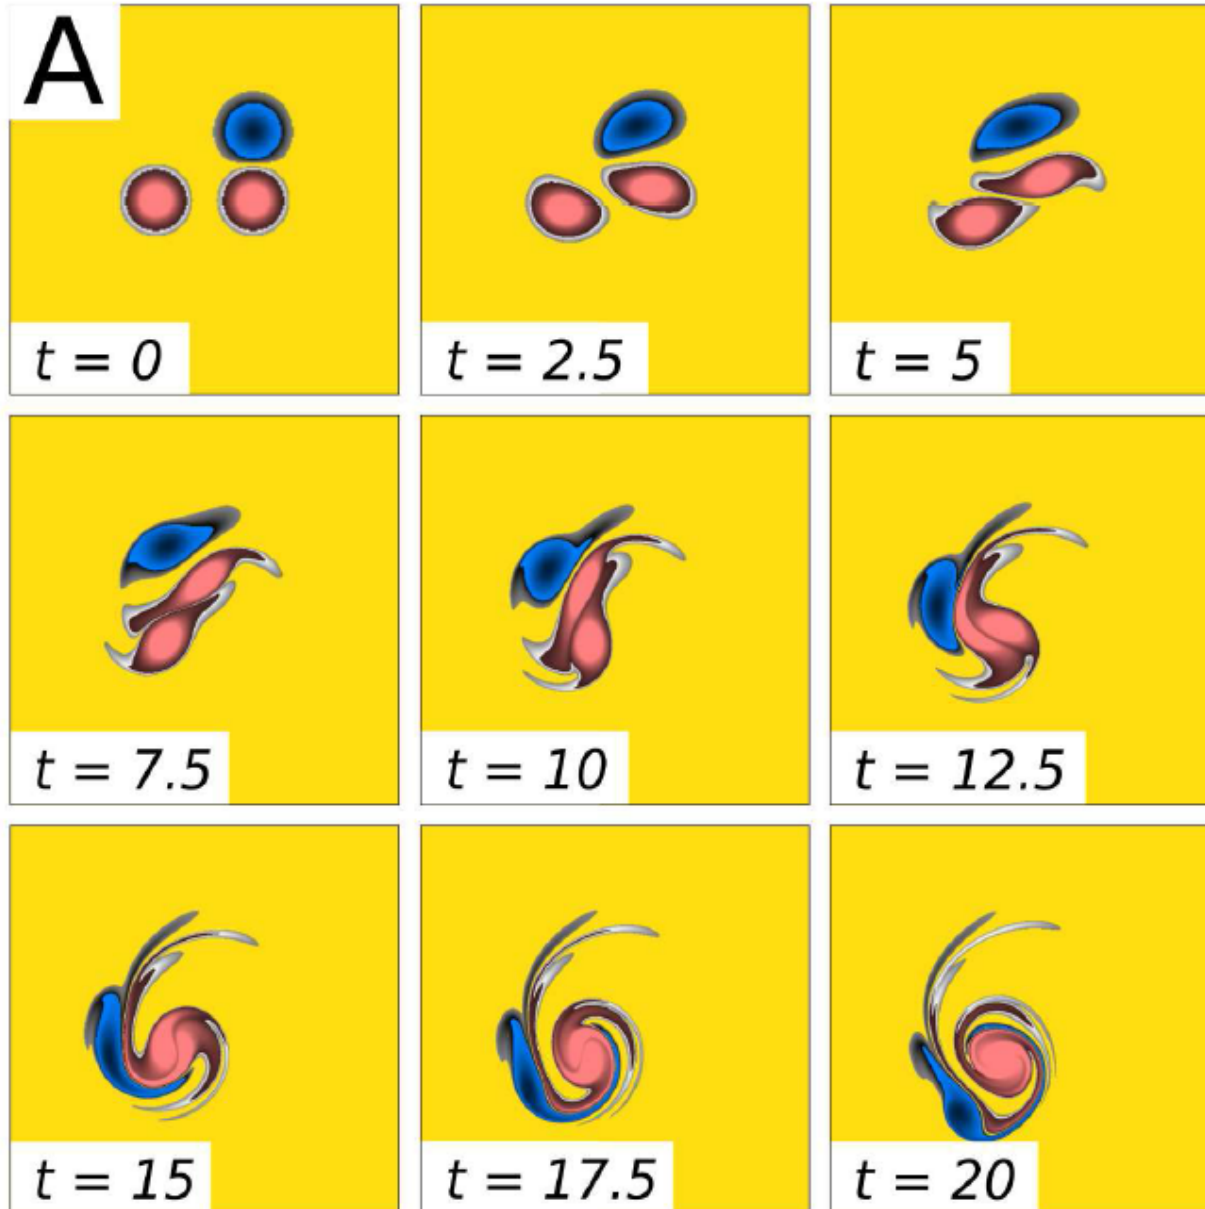 A
t = 0
t = 2.5
t = 5
t = 7.5
t = 10
t = 12.5
t = 15
t = 17.5
t = 20